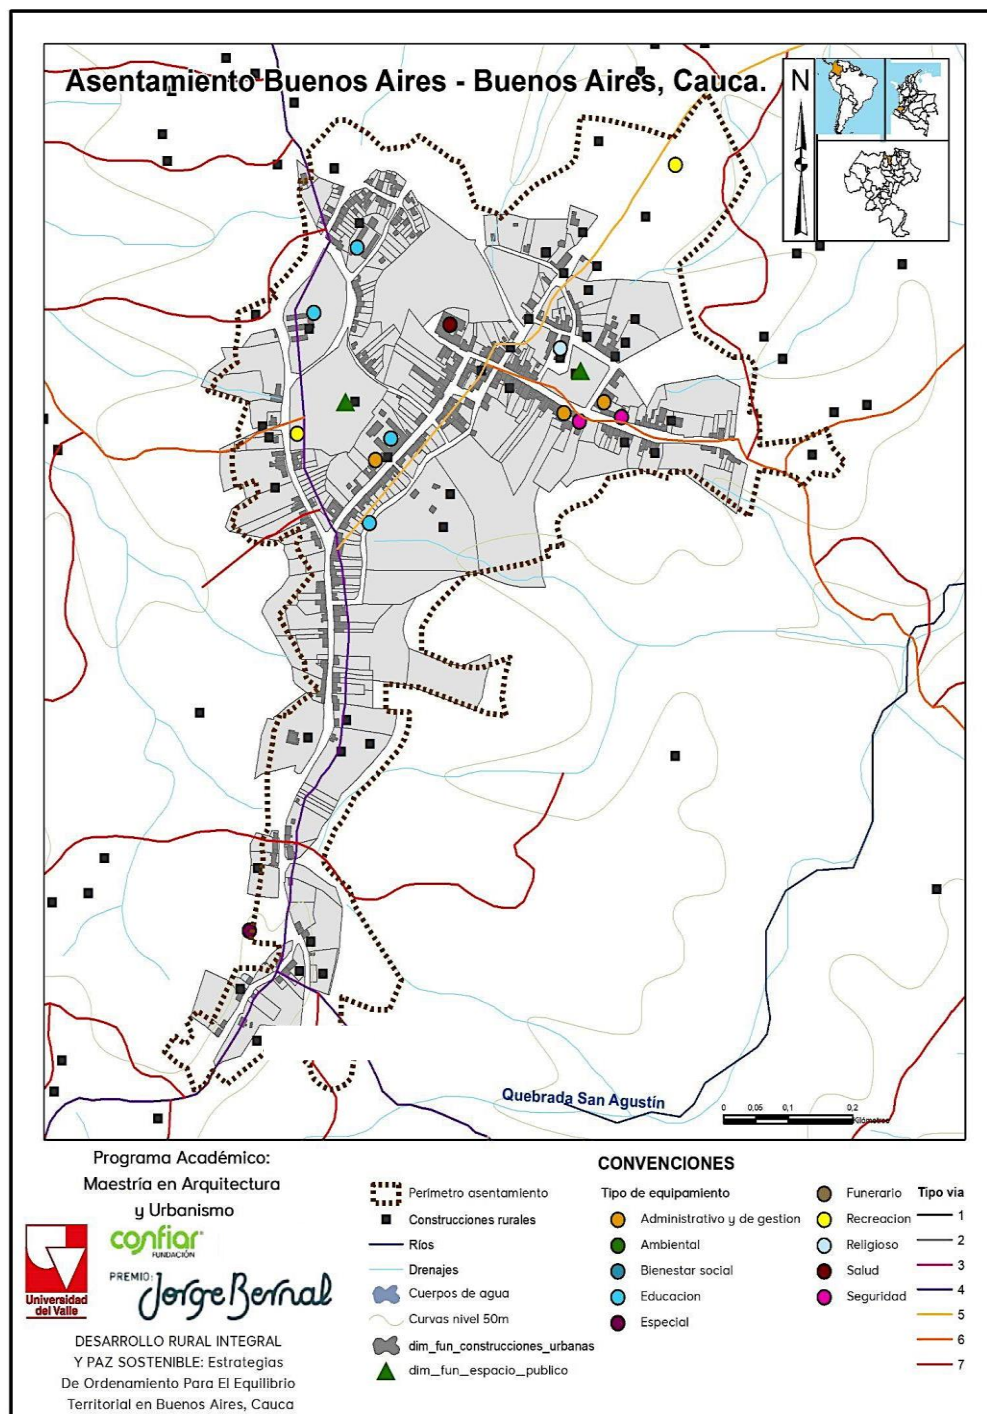 Asentamiento Buenos Aires - Buenos Aires, Cauca.
N
Quebrada San Agustín
0 0,05 0,1 0,2
Kilómetros
Programa Académico:
Maestría en Arquitectura
y Urbanismo
confiar
FUNDACIÓN
PREMIO:
Jorge Bernal
Universidad
del Valle
DESARROLLO RURAL INTEGRAL
Y PAZ SOSTENIBLE: Estrategias
De Ordenamiento Para El Equilibrio
Territorial en Buenos Aires, Cauca
CONVENCIONES
Perímetro asentamiento
Construcciones rurales
Ríos
Drenajes
Cuerpos de agua
Curvas nivel 50m
dim_fun_construcciones_urbanas
dim_fun_espacio_publico
Tipo de equipamiento
Administrativo y de gestion
Ambiental
Bienestar social
Educacion
Especial
Funerario
Recreacion
Religioso
Salud
Seguridad
Tipo via
1
2
3
4
5
6
7